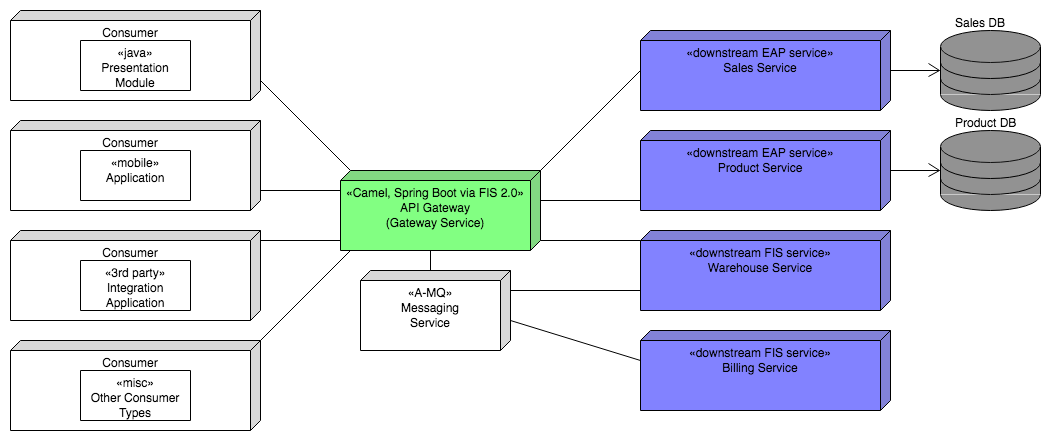 Consumer
«java»
Presentation
Module
Consumer
«mobile»
Application
Consumer
«3rd party»
Integration
Application
Consumer
«misc»
Other Consumer
Types
«Camel, Spring Boot via FIS 2.0»
API Gateway
(Gateway Service)
«A-MQ»
Messaging
Service
«downstream EAP service»
Sales Service
«downstream EAP service»
Product Service
«downstream FIS service»
Warehouse Service
«downstream FIS service»
Billing Service
Sales DB
Product DB